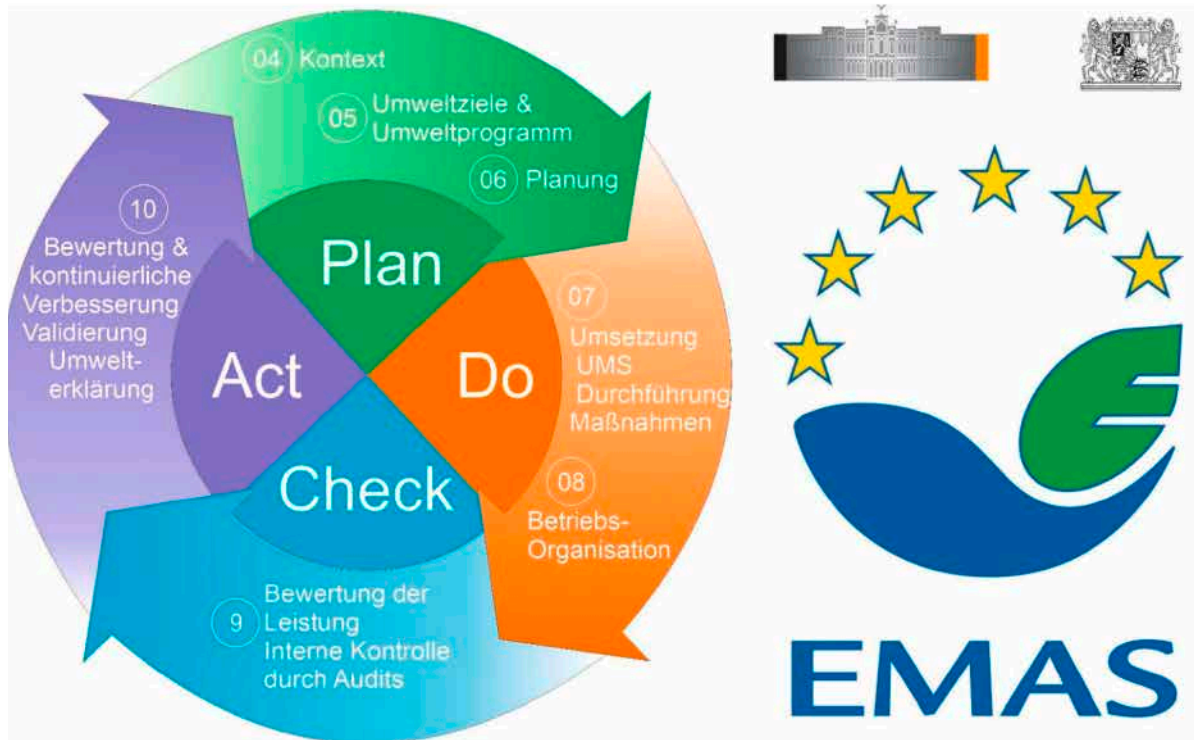 04 Kontext
05 Umweltziele &
Umweltprogramm
06 Planung
Plan
07
Umsetzung
UMS
Durchführung
Maßnahmen
08
Betriebs-
Organisation
Do
9 Bewertung der
Leistung
Interne Kontrolle
durch Audits
Check
10
Bewertung &
kontinuierliche
Verbesserung
Validierung
Umwelt-
erklärung
Act
EMAS